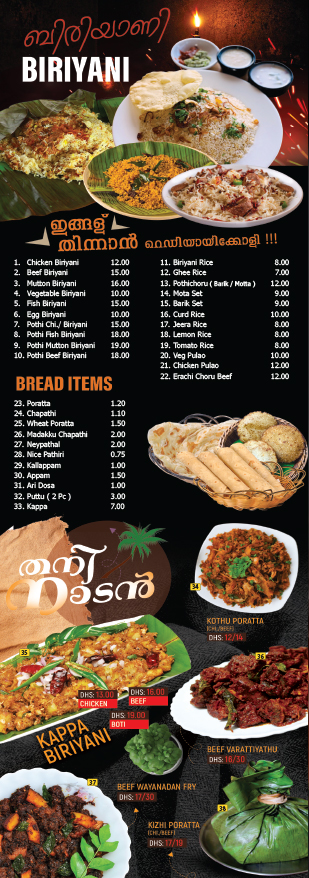 ബിരിയാണി
BIRIYANI
ഇങ്ങള്
തിന്നാൻ റെഡിയായിക്കോളി !!!
1. Chicken Biriyani 12.00
2. Beef Biriyani 15.00
3. Mutton Biriyani 16.00
4. Vegetable Biriyani 10.00
5. Fish Biriyani 15.00
6. Egg Biriyani 10.00
7. Pothi Chi./ Biriyani 15.00
8. Pothi Fish Biriyani 18.00
9. Pothi Mutton Biriyani 19.00
10. Pothi Beef Biriyani 18.00
11. Biriyani Rice 8.00
12. Ghee Rice 7.00
13. Pothichoru ( Barik / Motta ) 12.00
14. Mota Set 9.00
15. Barik Set 9.00
16. Curd Rice 10.00
17. Jeera Rice 8.00
18. Lemon Rice 8.00
19. Tomato Rice 8.00
20. Veg Pulao 10.00
21. Chicken Pulao 12.00
22. Erachi Choru Beef 12.00
BREAD ITEMS
23. Poratta 1.20
24. Chapathi 1.10
25. Wheat Poratta 1.50
26. Madakku Chapathi 2.00
27. Neypathal 2.00
28. Nice Pathiri 0.75
29. Kallappam 1.00
30. Appam 1.50
31. Ari Dosa 1.00
32. Puttu ( 2 Pc ) 3.00
33. Kappa 7.00
തനി
നാടൻ
34
KOTHU PORATTA
(CHI./BEEF)
DHS: 12/14
35
DHS: 13.00
CHICKEN
DHS: 16.00
BEEF
DHS: 19.00
BOTI
KAPPA
BIRIYANI
36
BEEF VARATTIYATHU
DHS: 16/30
37
BEEF WAYANADAN FRY
DHS: 17/30
KIZHI PORATTA
(CHI./BEEF)
DHS: 17/19
38